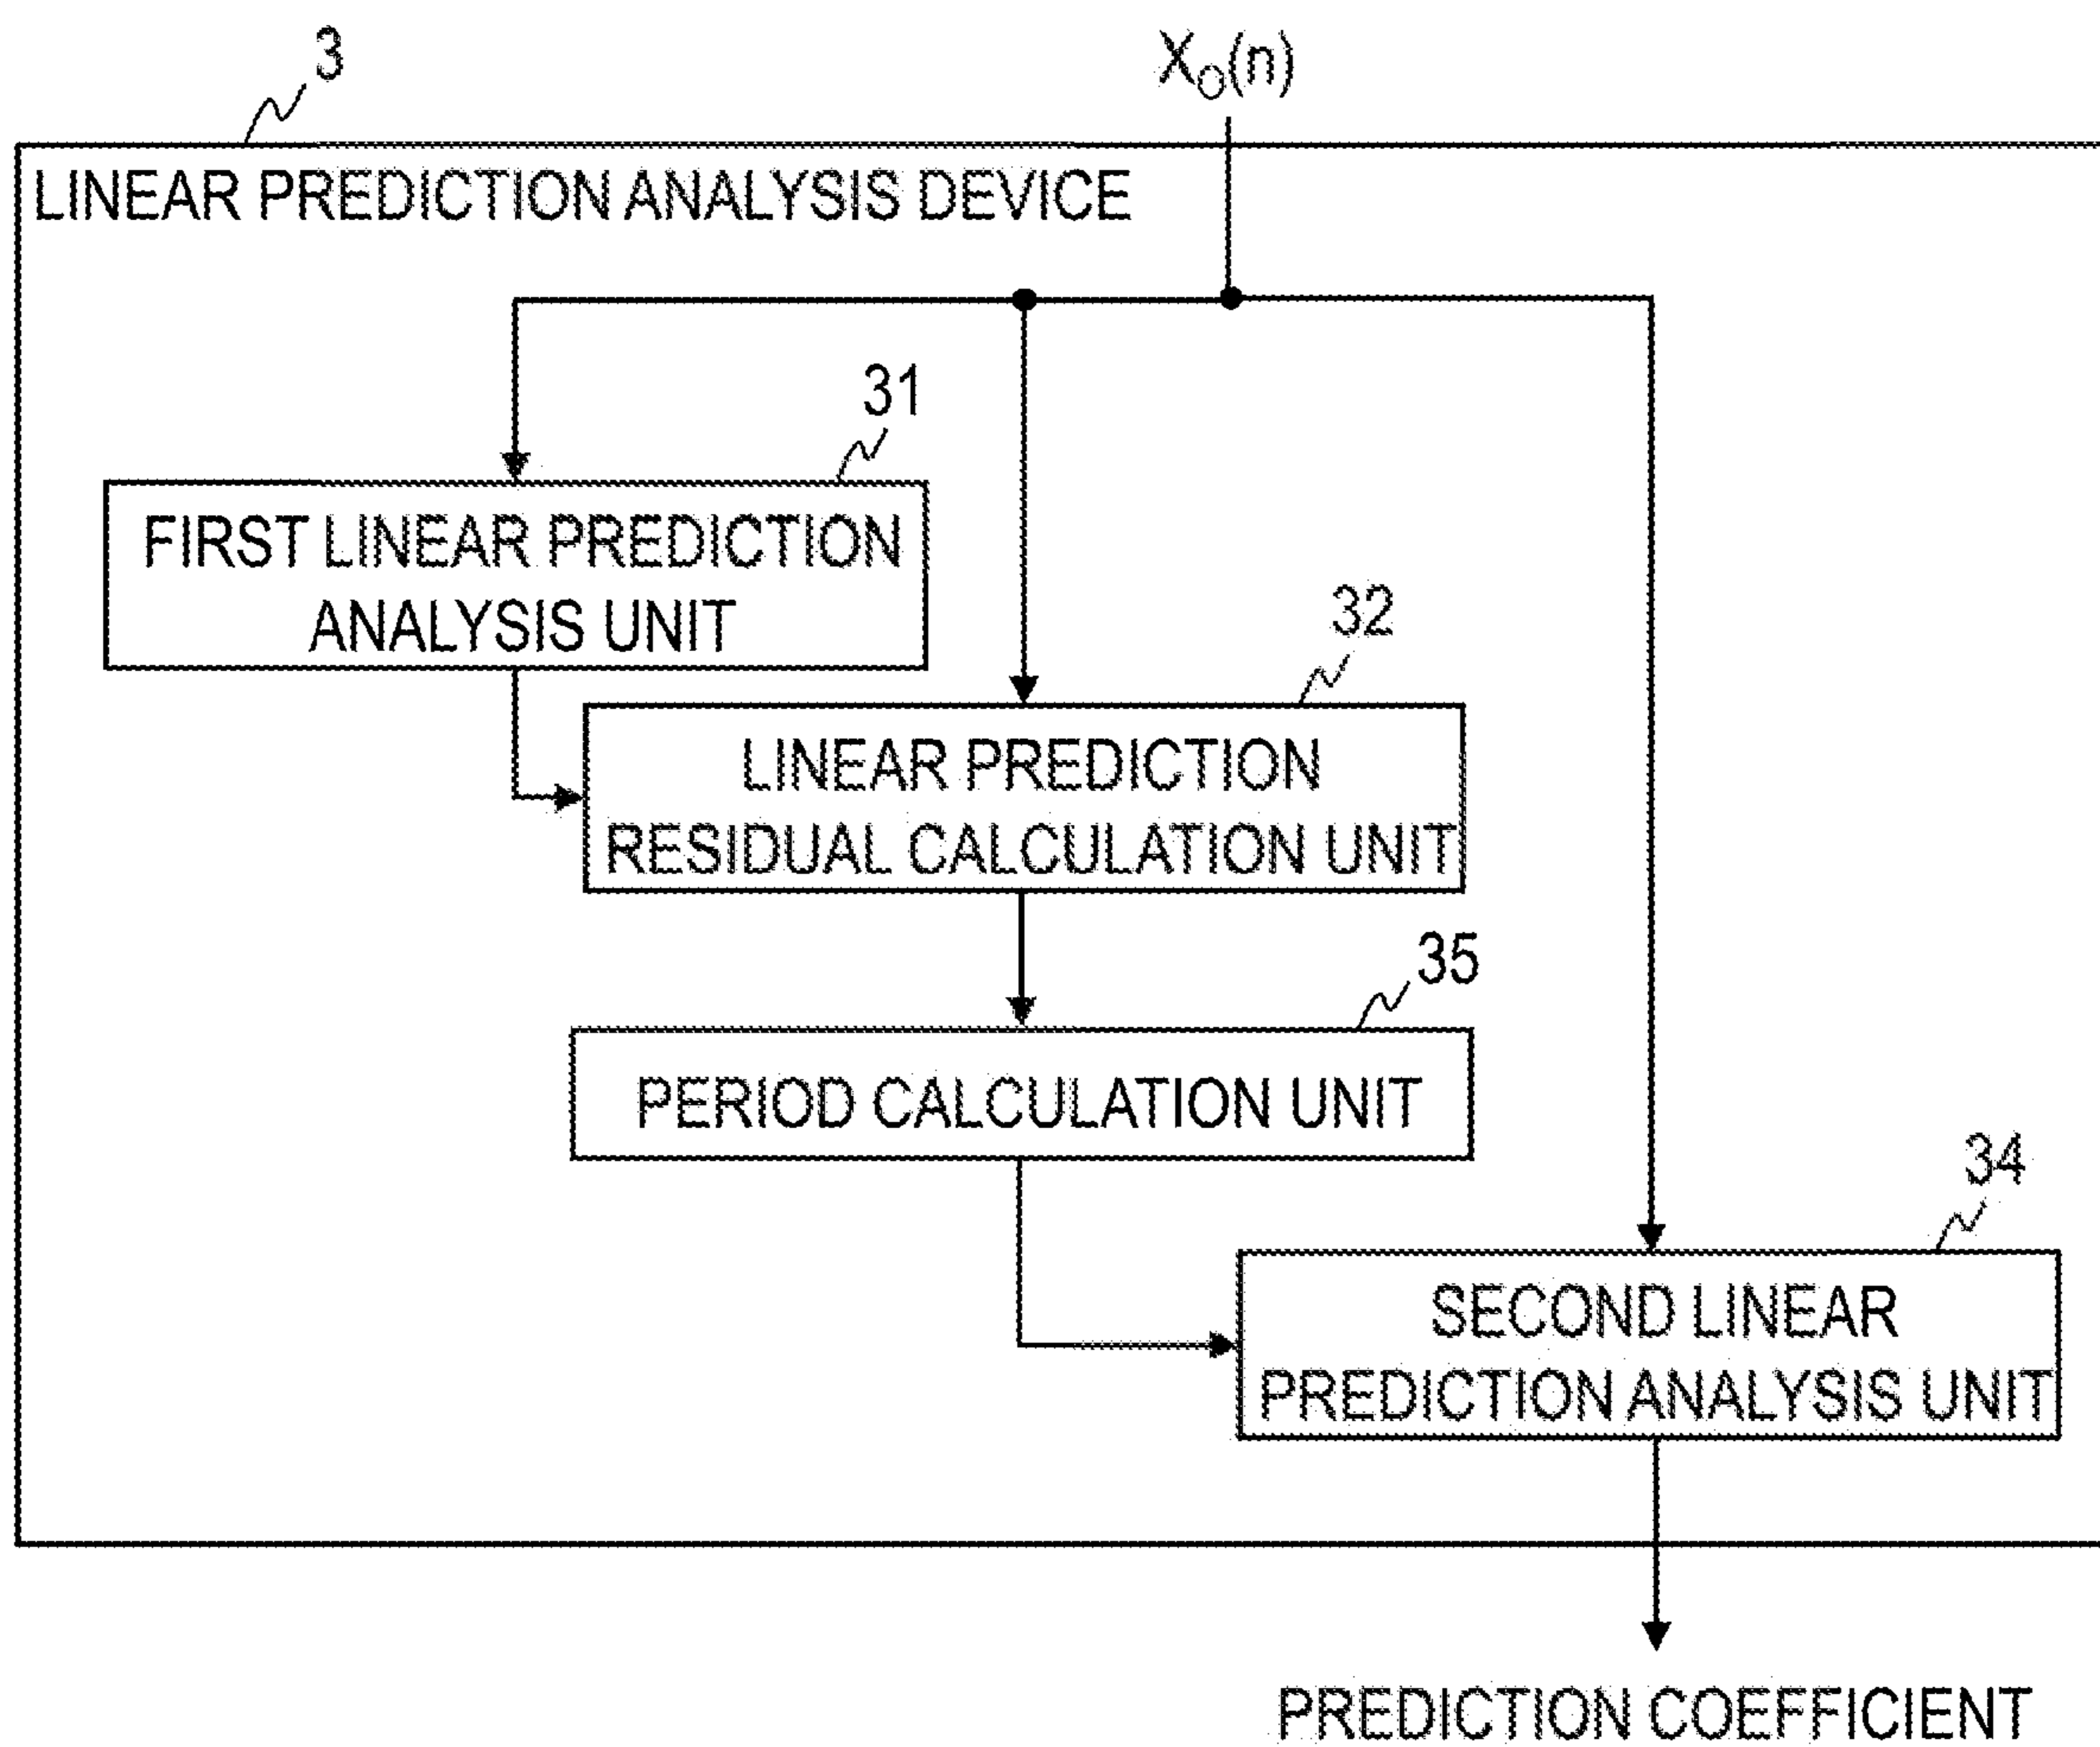 3
X_O(n)
LINEAR PREDICTION ANALYSIS DEVICE
31
FIRST LINEAR PREDICTION
ANALYSIS UNIT
32
LINEAR PREDICTION
RESIDUAL CALCULATION UNIT
35
PERIOD CALCULATION UNIT
34
SECOND LINEAR
PREDICTION ANALYSIS UNIT
PREDICTION COEFFICIENT